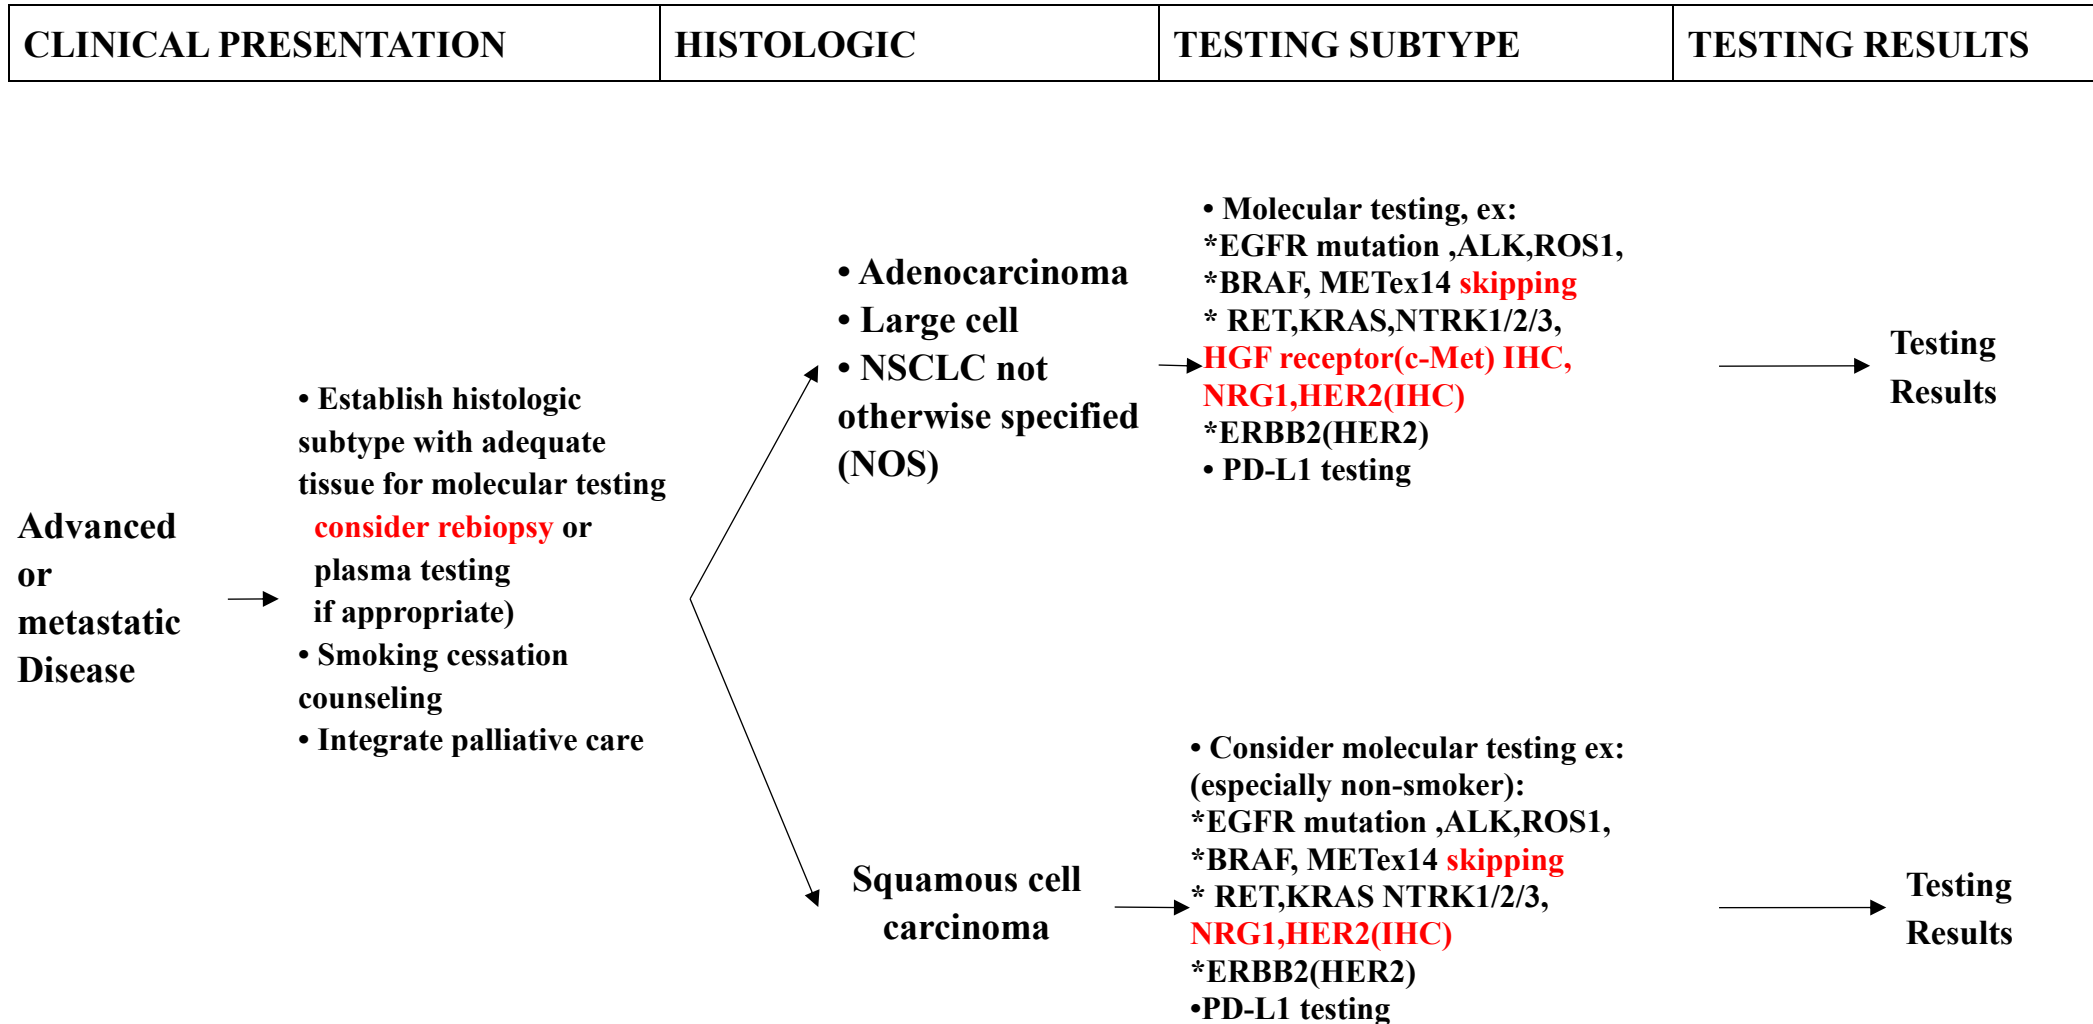 CLINICAL PRESENTATION
HISTOLOGIC
TESTING SUBTYPE
TESTING RESULTS
Advanced
or
metastatic
Disease
• Establish histologic
subtype with adequate
tissue for molecular testing
consider rebiopsy or
plasma testing
if appropriate)
• Smoking cessation
counseling
• Integrate palliative care
• Adenocarcinoma
• Large cell
• NSCLC not
otherwise specified
(NOS)
• Molecular testing, ex:
*EGFR mutation ,ALK,ROS1,
*BRAF, METex14 skipping
* RET,KRAS,NTRK1/2/3,
HGF receptor(c-Met) IHC,
NRG1,HER2(IHC)
*ERBB2(HER2)
• PD-L1 testing
Testing
Results
Squamous cell
carcinoma
• Consider molecular testing ex:
(especially non-smoker):
*EGFR mutation ,ALK,ROS1,
*BRAF, METex14 skipping
* RET,KRAS NTRK1/2/3,
NRG1,HER2(IHC)
*ERBB2(HER2)
•PD-L1 testing
Testing
Results